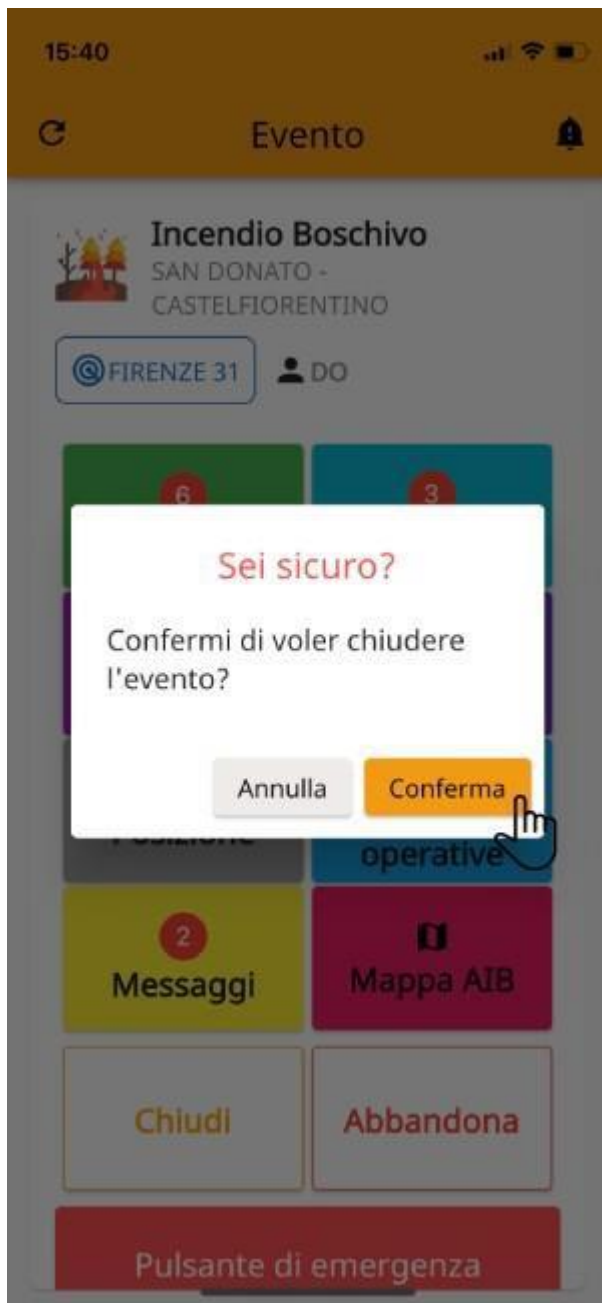 15:40
Evento
Incendio Boschivo
SAN DONATO -
CASTELFIORENTINO
FIRENZE 31
DO
6
3
Sei sicuro?
Confermi di voler chiudere
l'evento?
Annulla
Conferma
Posizione
operative
2
Messaggi
Mappa AIB
Chiudi
Abbandona
Pulsante di emergenza